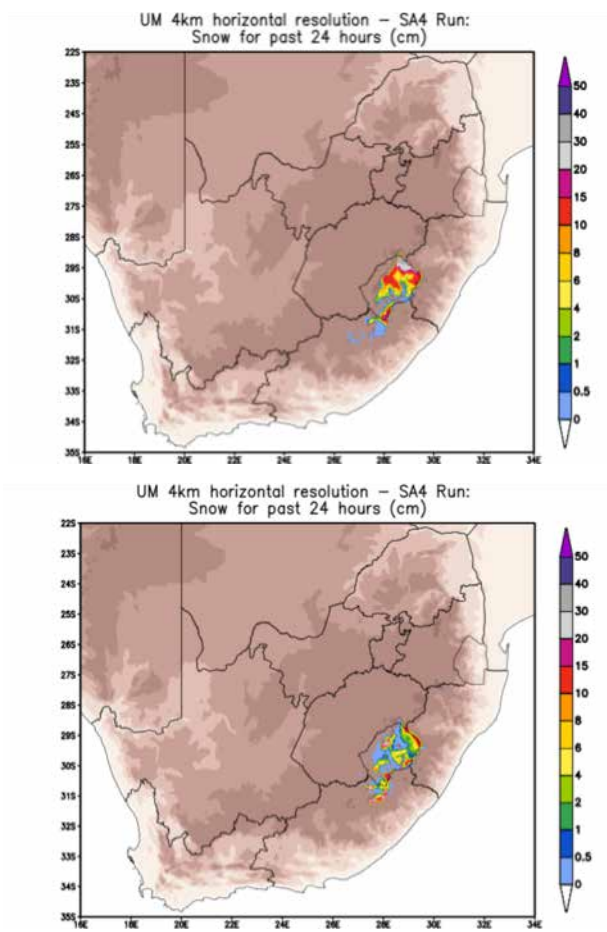 UM 4km horizontal resolution – SA4 Run:
Snow for past 24 hours (cm)
22S
23S
24S
25S
26S
27S
28S
29S
30S
31S
32S
33S
34S
35S
16E 18E 20E 22E 24E 26E 28E 30E 32E 34E
50
40
30
20
15
10
8
6
4
2
1
0.5
0
UM 4km horizontal resolution – SA4 Run:
Snow for past 24 hours (cm)
22S
23S
24S
25S
26S
27S
28S
29S
30S
31S
32S
33S
34S
35S
16E 18E 20E 22E 24E 26E 28E 30E 32E 34E
50
40
30
20
15
10
8
6
4
2
1
0.5
0